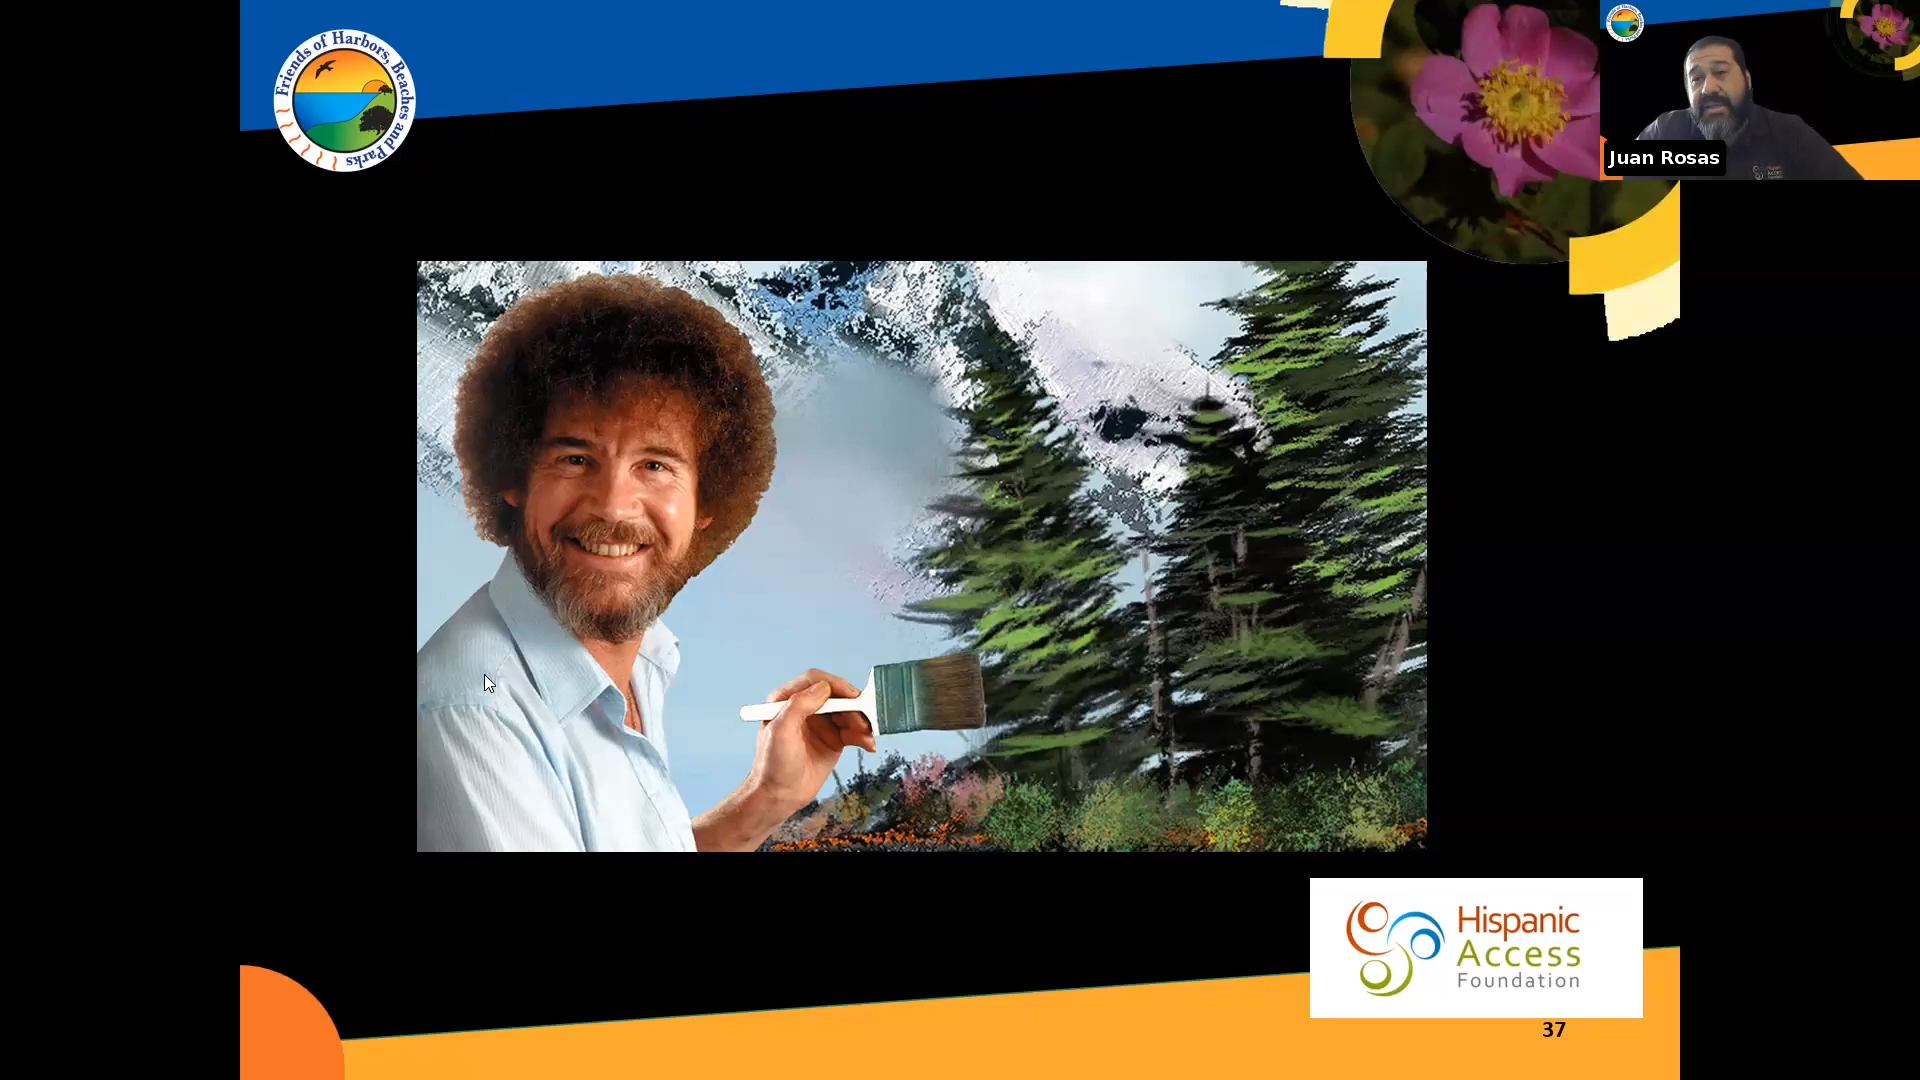 Friends of Harbors, Beaches and Parks
Juan Rosas
Hispanic
Access
Foundation
37